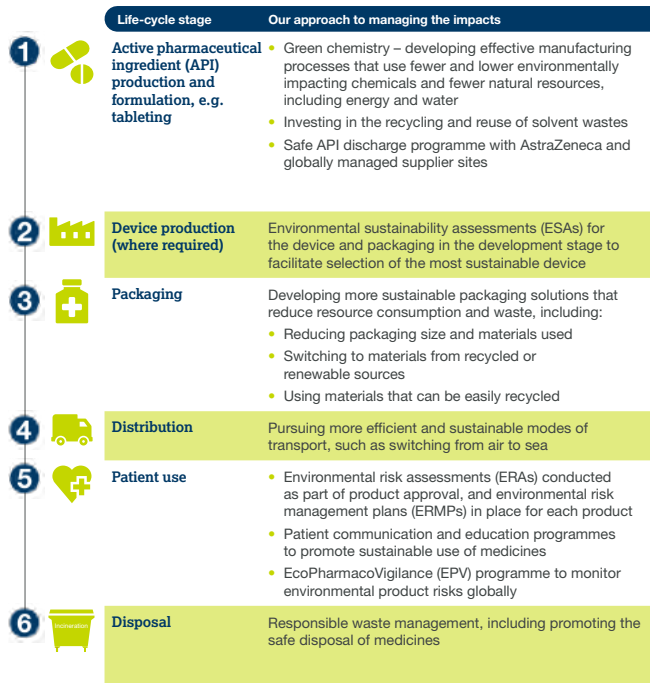 Life-cycle stage Our approach to managing the impacts
1
Active pharmaceutical
ingredient (API)
production and
formulation, e.g.
tableting
• Green chemistry – developing effective manufacturing
processes that use fewer and lower environmentally
impacting chemicals and fewer natural resources,
including energy and water
• Investing in the recycling and reuse of solvent wastes
• Safe API discharge programme with AstraZeneca and
globally managed supplier sites
2
Device production
(where required)
Environmental sustainability assessments (ESAs) for
the device and packaging in the development stage to
facilitate selection of the most sustainable device
3
Packaging
Developing more sustainable packaging solutions that
reduce resource consumption and waste, including:
• Reducing packaging size and materials used
• Switching to materials from recycled or
renewable sources
• Using materials that can be easily recycled
4
Distribution
Pursuing more efficient and sustainable modes of
transport, such as switching from air to sea
5
Patient use
• Environmental risk assessments (ERAs) conducted
as part of product approval, and environmental risk
management plans (ERMPs) in place for each product
• Patient communication and education programmes
to promote sustainable use of medicines
• EcoPharmacoVigilance (EPV) programme to monitor
environmental product risks globally
6
Incineration
Disposal
Responsible waste management, including promoting the
safe disposal of medicines